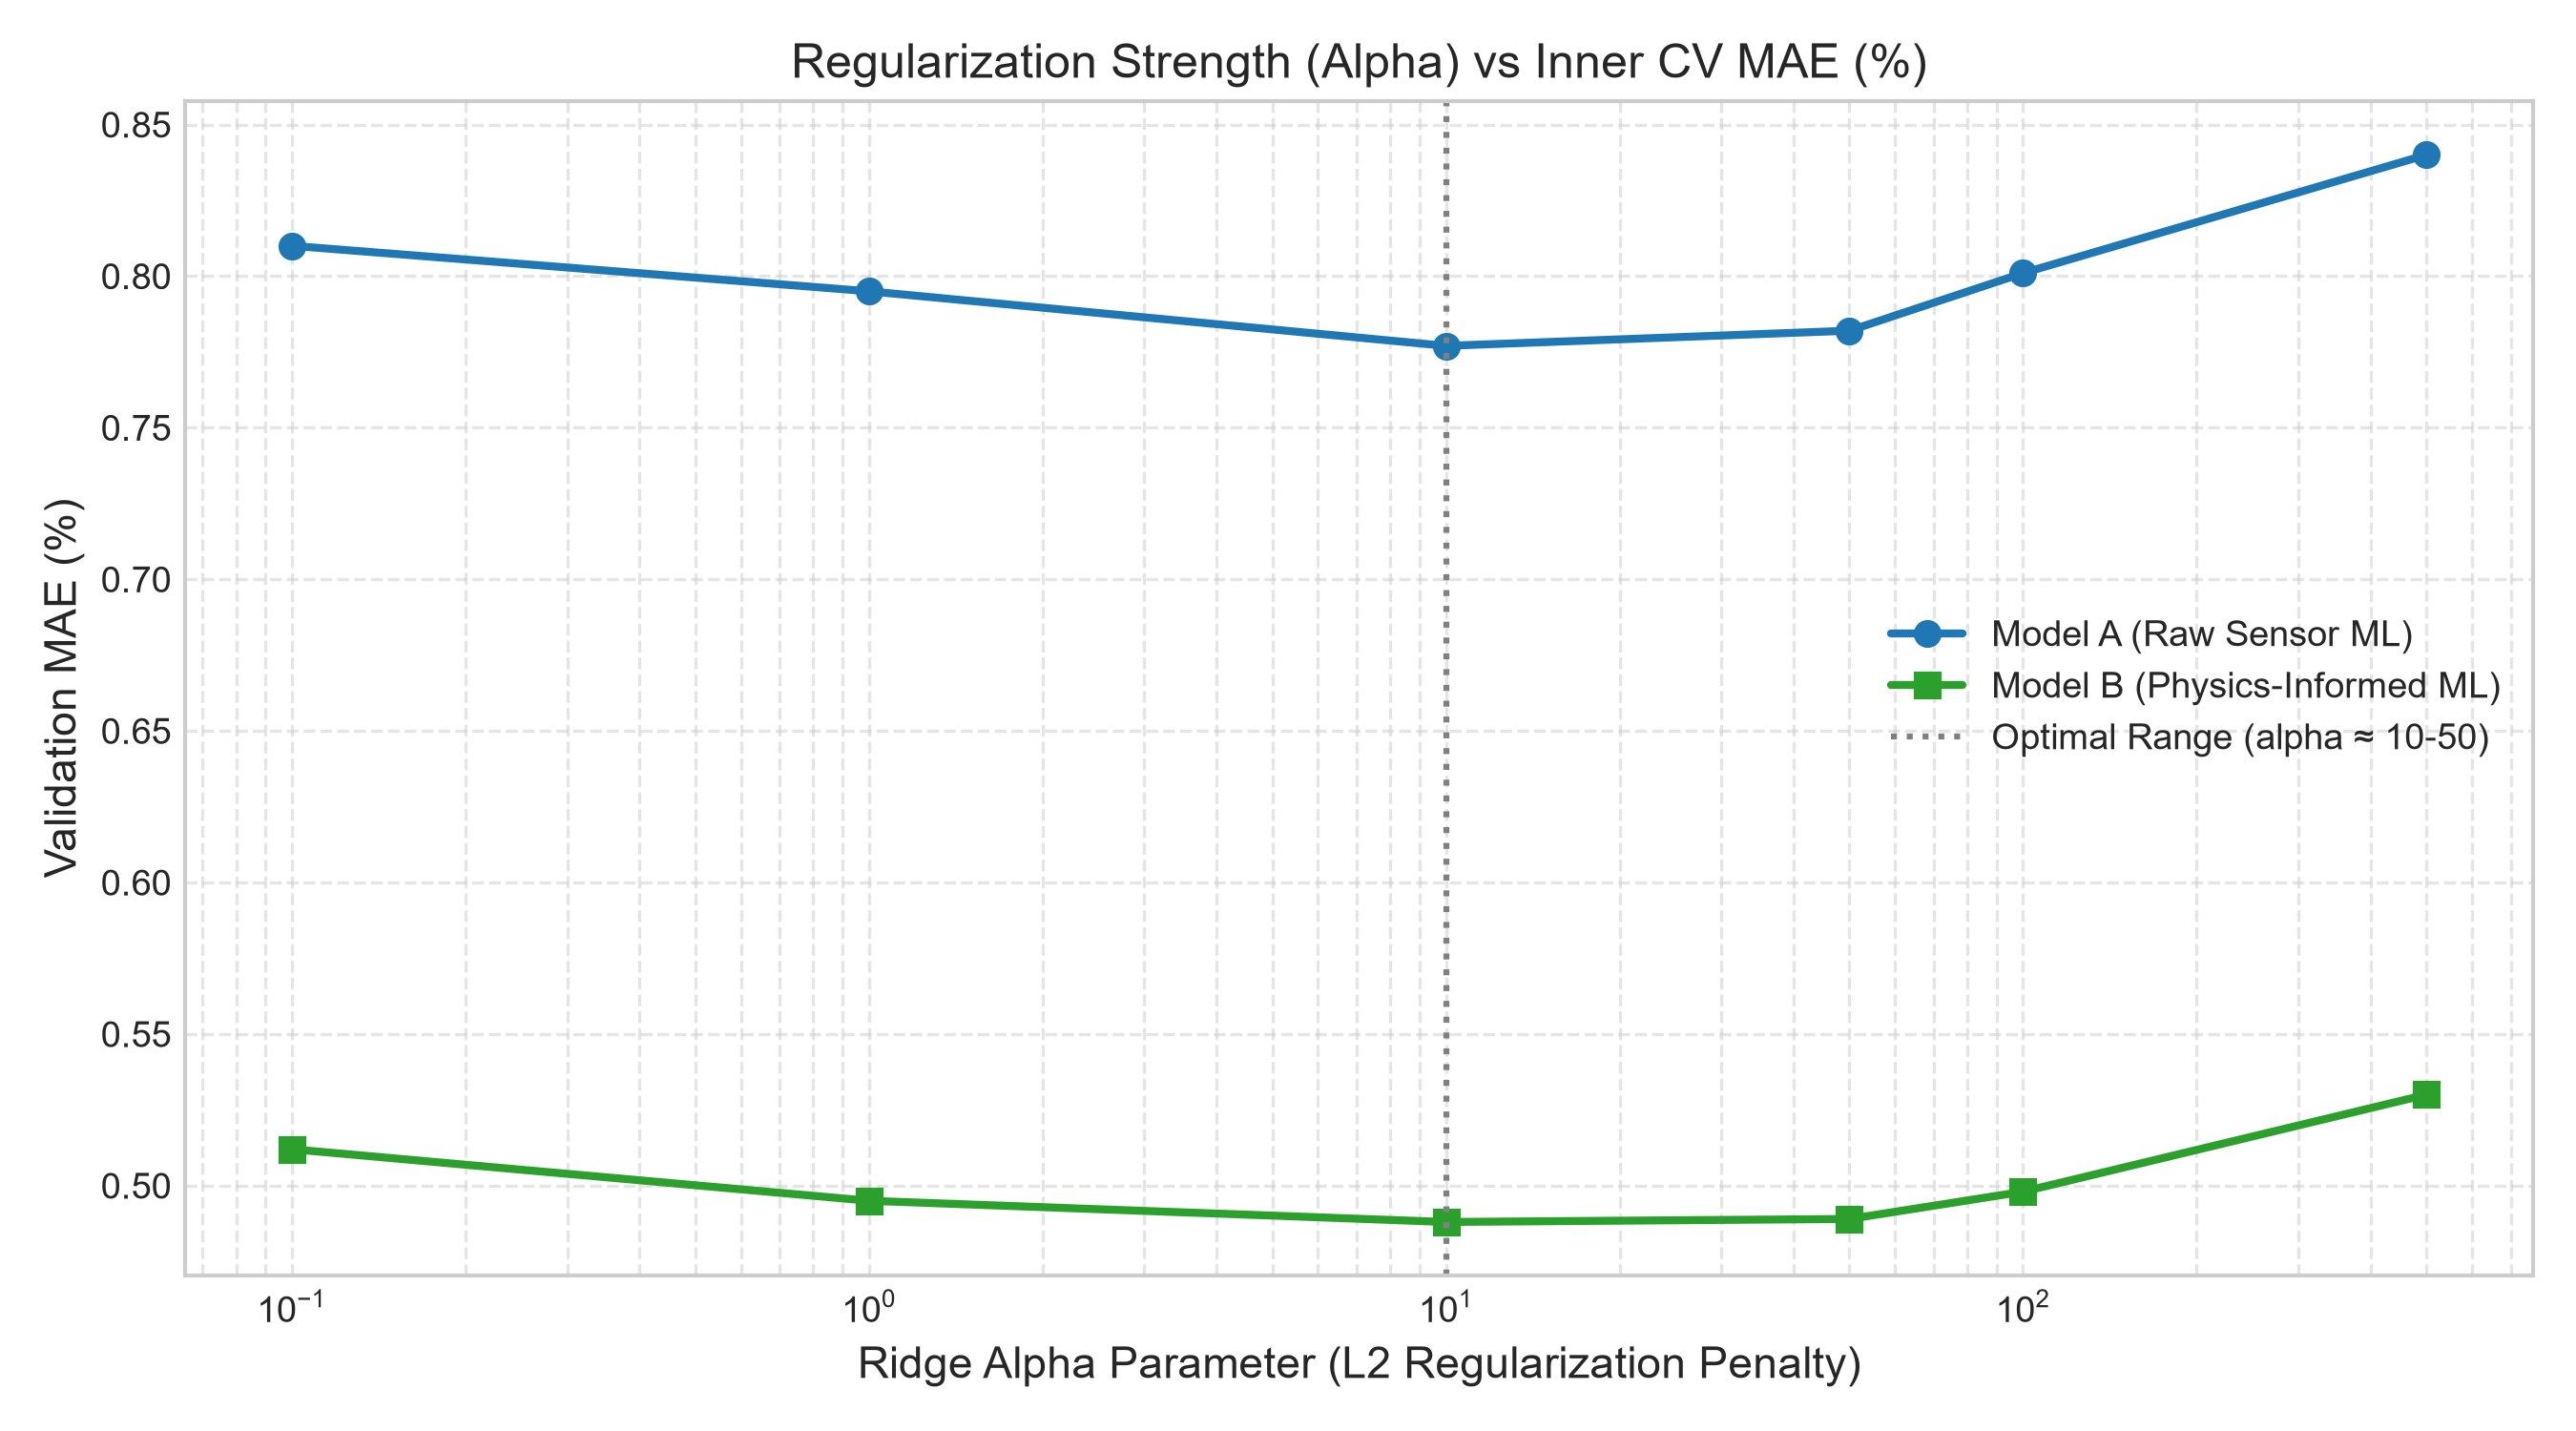 Regularization Strength (Alpha) vs Inner CV MAE (%)
Validation MAE (%)
0.85
0.80
0.75
0.70
0.65
0.60
0.55
0.50
Model A (Raw Sensor ML)
Model B (Physics-Informed ML)
Optimal Range (alpha ≈ 10-50)
10⁻¹ 10⁰ 10¹ 10²
Ridge Alpha Parameter (L2 Regularization Penalty)